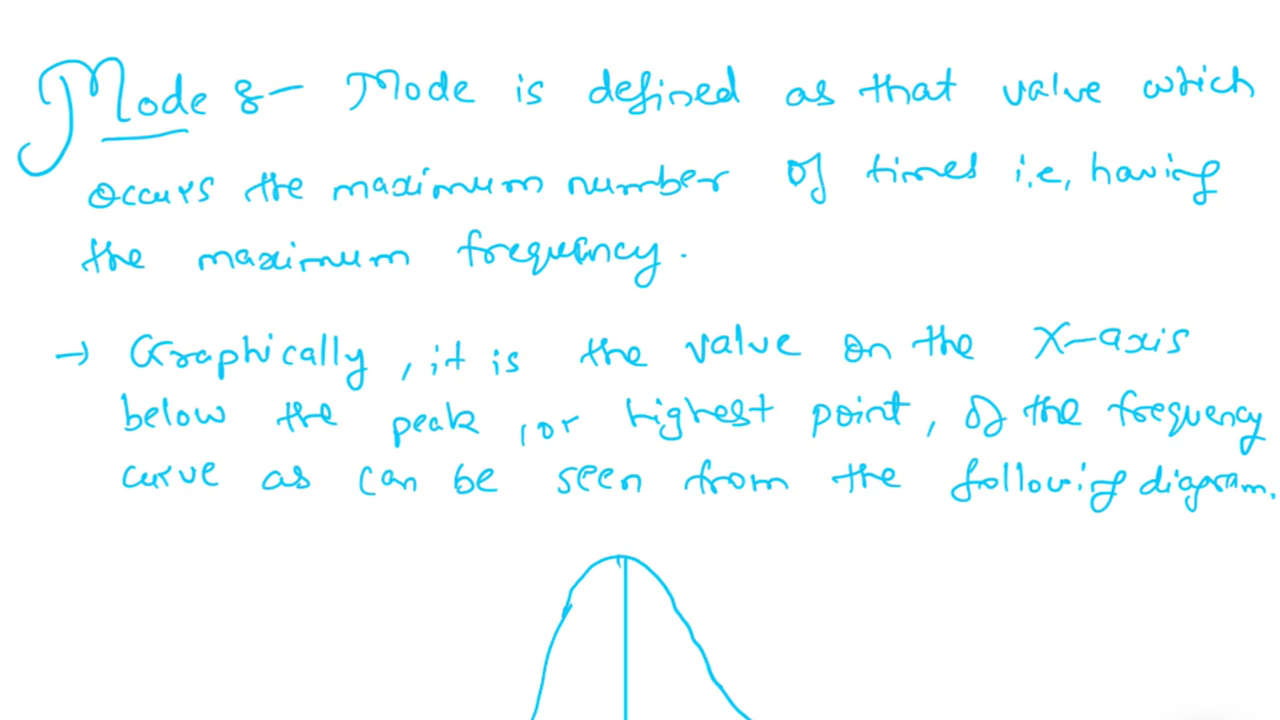 Mode :- Mode is defined as that value which
occurs the maximum number of times i.e, having
the maximum frequency.
→ Graphically, it is the value on the X-axis
below the peak, or highest point, of the frequency
curve as can be seen from the following diagram.